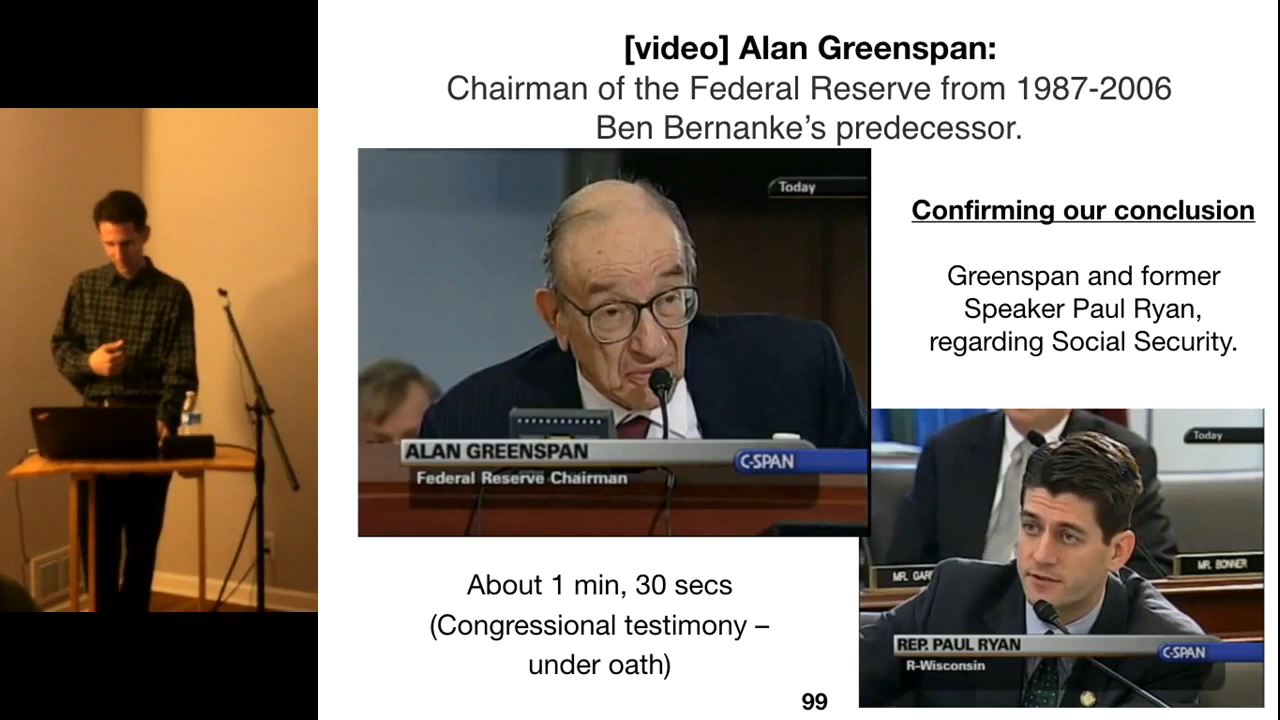 [video] Alan Greenspan:
Chairman of the Federal Reserve from 1987-2006
Ben Bernanke’s predecessor.
Today
ALAN GREENSPAN
Federal Reserve Chairman
C-SPAN
Confirming our conclusion
Greenspan and former
Speaker Paul Ryan,
regarding Social Security.
Today
MR. BONNER
REP. PAUL RYAN
R-Wisconsin
C-SPAN
About 1 min, 30 secs
(Congressional testimony –
under oath)
99